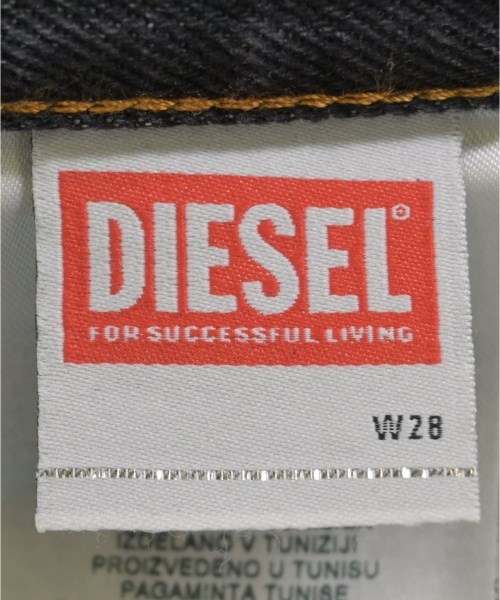 DIESEL
FOR SUCCESSFUL LIVING
W28
IZDELANO V TUNIZIJI
PROIZVEDENO U TUNISU
PAGAMINTA TUNISE